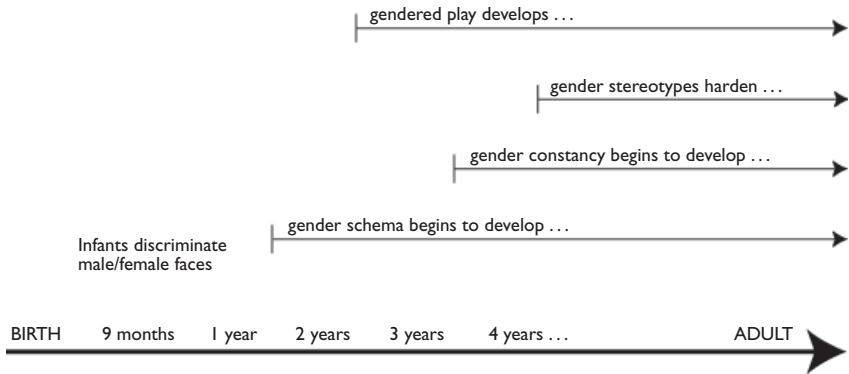 gendered play develops …
gender stereotypes harden …
gender constancy begins to develop …
gender schema begins to develop …
Infants discriminate
male/female faces
BIRTH 9 months 1 year 2 years 3 years 4 years … ADULT